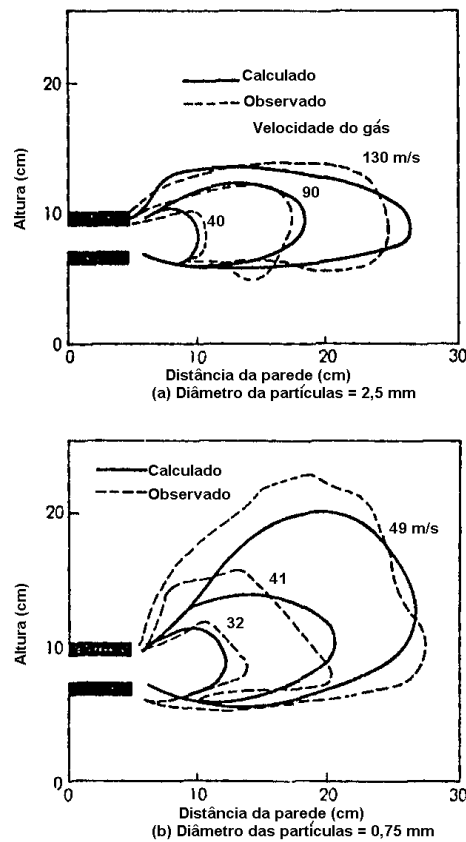 20
10
0
Altura (cm)
Calculado
Observado
Velocidade do gás
130 m/s
90
40
0
10
20
30
Distância da parede (cm)
(a) Diâmetro da partículas = 2,5 mm
20
10
0
Altura (cm)
Calculado
Observado
49 m/s
41
32
0
10
20
30
Distância da parede (cm)
(b) Diâmetro das partículas = 0,75 mm